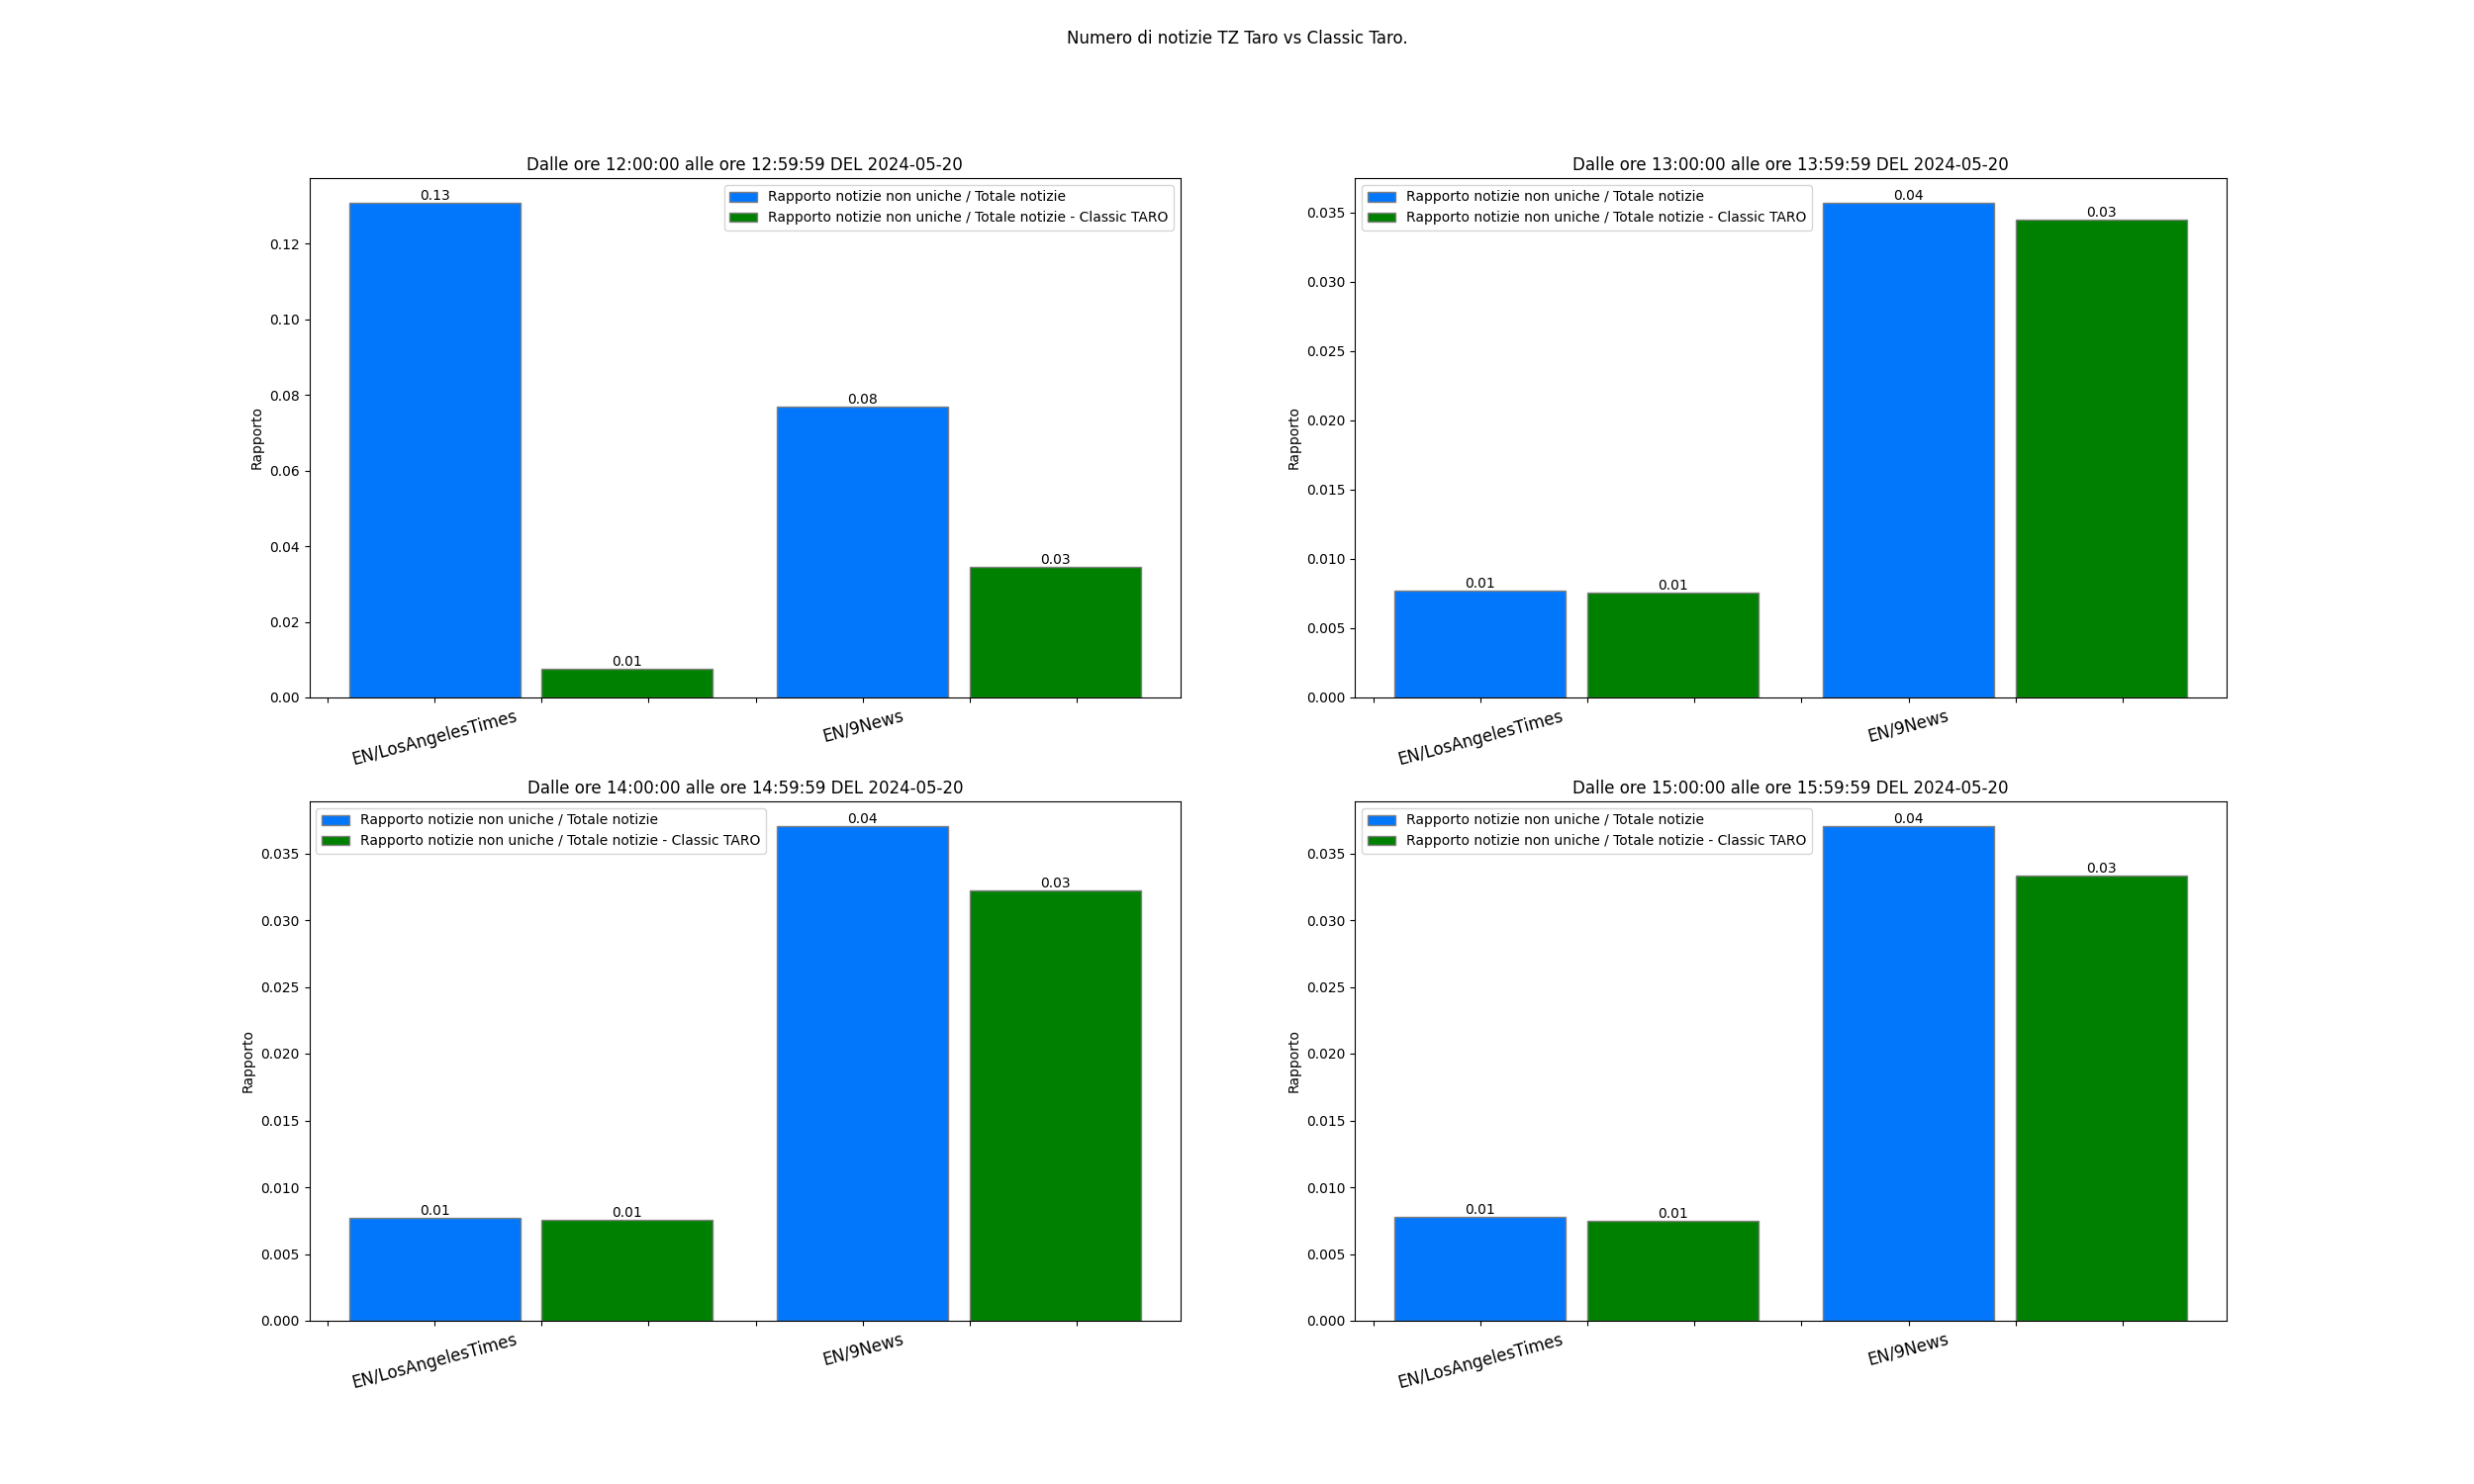 Numero di notizie TZ Taro vs Classic Taro.
Dalle ore 12:00:00 alle ore 12:59:59 DEL 2024-05-20
Rapporto notizie non uniche / Totale notizie
Rapporto notizie non uniche / Totale notizie - Classic TARO
0.13
0.01
0.08
0.03
0.12
0.10
0.08
0.06
0.04
0.02
0.00
Rapporto
EN/LosAngelesTimes
EN/9News
Dalle ore 13:00:00 alle ore 13:59:59 DEL 2024-05-20
Rapporto notizie non uniche / Totale notizie
Rapporto notizie non uniche / Totale notizie - Classic TARO
0.01
0.01
0.04
0.03
0.035
0.030
0.025
0.020
0.015
0.010
0.005
0.000
Rapporto
EN/LosAngelesTimes
EN/9News
Dalle ore 14:00:00 alle ore 14:59:59 DEL 2024-05-20
Rapporto notizie non uniche / Totale notizie
Rapporto notizie non uniche / Totale notizie - Classic TARO
0.01
0.01
0.04
0.03
0.035
0.030
0.025
0.020
0.015
0.010
0.005
0.000
Rapporto
EN/LosAngelesTimes
EN/9News
Dalle ore 15:00:00 alle ore 15:59:59 DEL 2024-05-20
Rapporto notizie non uniche / Totale notizie
Rapporto notizie non uniche / Totale notizie - Classic TARO
0.01
0.01
0.04
0.03
0.035
0.030
0.025
0.020
0.015
0.010
0.005
0.000
Rapporto
EN/LosAngelesTimes
EN/9News